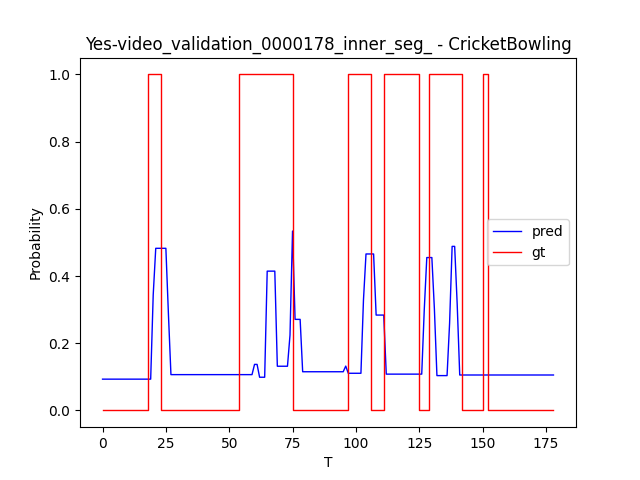 Yes-video_validation_0000178_inner_seg_ - CricketBowling
1.0
0.8
0.6
0.4
0.2
0.0
Probability
pred
gt
0
25
50
75
100
125
150
175
T